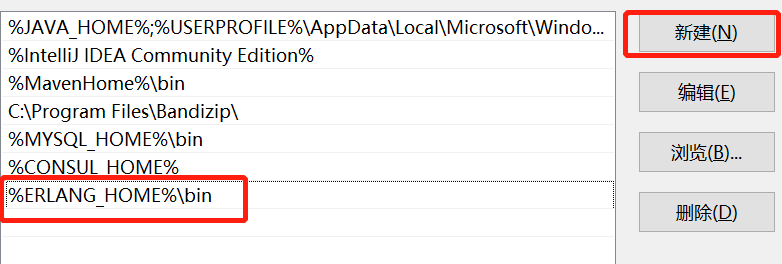 %JAVA_HOME%;%USERPROFILE%\AppData\Local\Microsoft\Windo...
新建(N)
%IntelliJ IDEA Community Edition%
%MavenHome%\bin
编辑(E)
C:\Program Files\Bandizip\
%MYSQL_HOME%\bin
浏览(B)...
%CONSUL_HOME%
%ERLANG_HOME%\bin
删除(D)